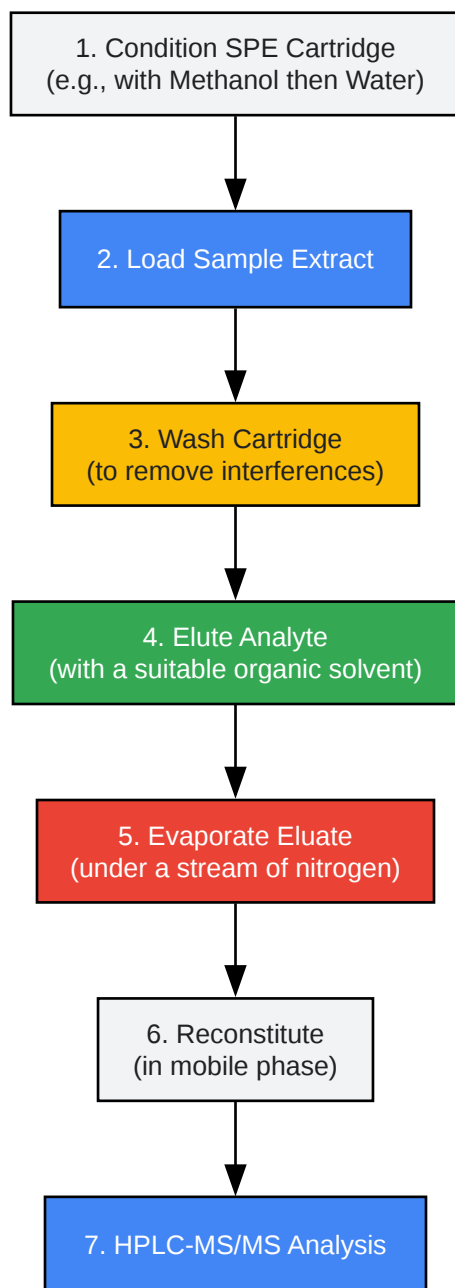 1. Condition SPE Cartridge
(e.g., with Methanol then Water)
2. Load Sample Extract
3. Wash Cartridge
(to remove interferences)
4. Elute Analyte
(with a suitable organic solvent)
5. Evaporate Eluate
(under a stream of nitrogen)
6. Reconstitute
(in mobile phase)
7. HPLC-MS/MS Analysis